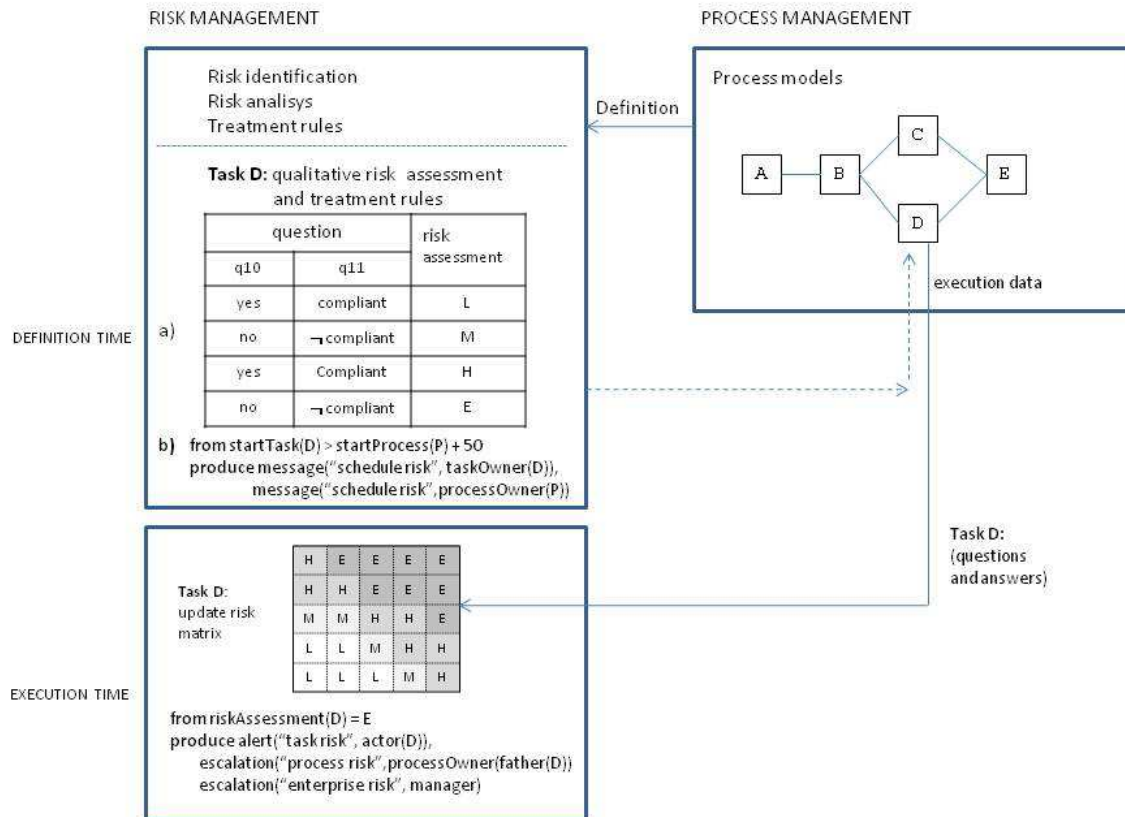 RISK MANAGEMENT
PROCESS MANAGEMENT
Risk identification
Risk analisys
Treatment rules
Task D: qualitative risk assessment
and treatment rules
question
risk
assessment
q10 q11
yes compliant L
no ¬ compliant M
yes Compliant H
no ¬ compliant E
a)
b) from startTask(D) > startProcess(P) + 50
produce message("schedule risk", taskOwner(D)),
message("schedule risk",processOwner(P))
DEFINITION TIME
Definition
Process models
A B C D E
execution data
Task D:
(questions
and answers)
EXECUTION TIME
Task D:
update risk
matrix
H E E E E
H H E E E
M M H H E
L L M H H
L L L M H
from riskAssessment(D) = E
produce alert("task risk", actor(D)),
escalation("process risk",processOwner(father(D))
escalation("enterprise risk", manager)